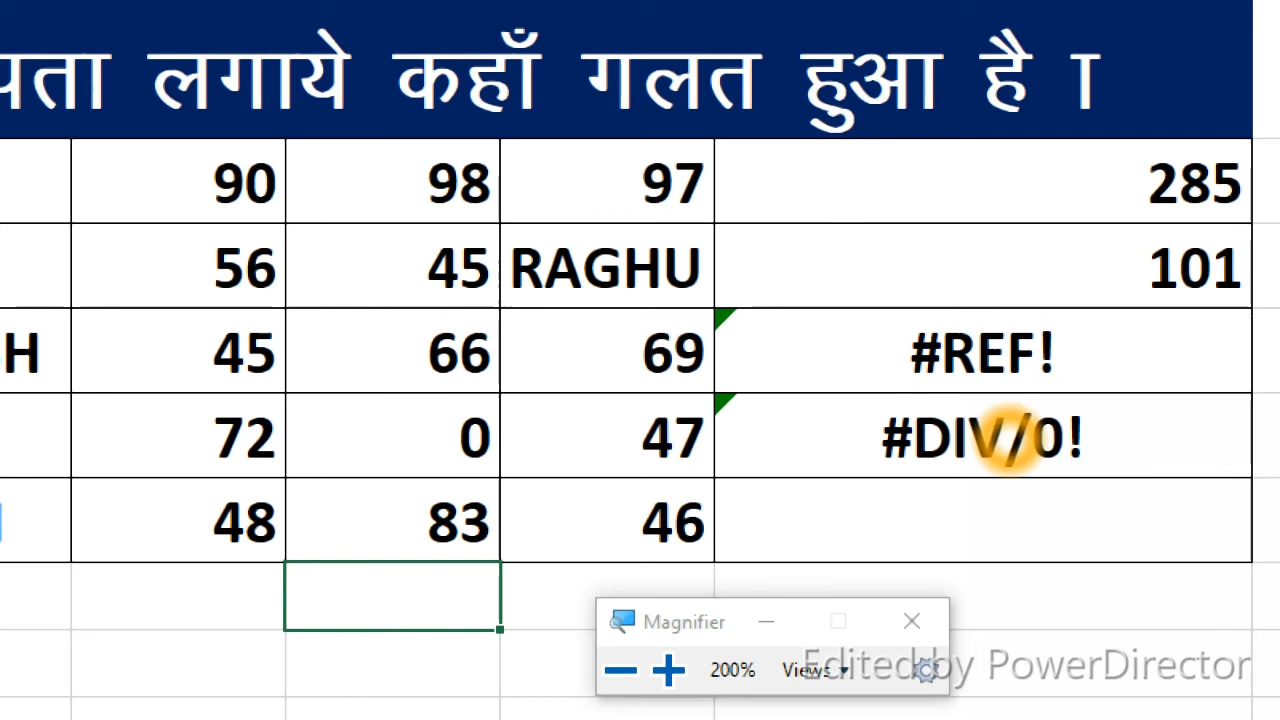 पता लगाये कहाँ गलत हुआ है ।
90 98 97 285
56 45 RAGHU 101
H 45 66 69 #REF!
72 0 47 #DIV/0!
48 83 46
Magnifier
200% Views
Edited by PowerDirector